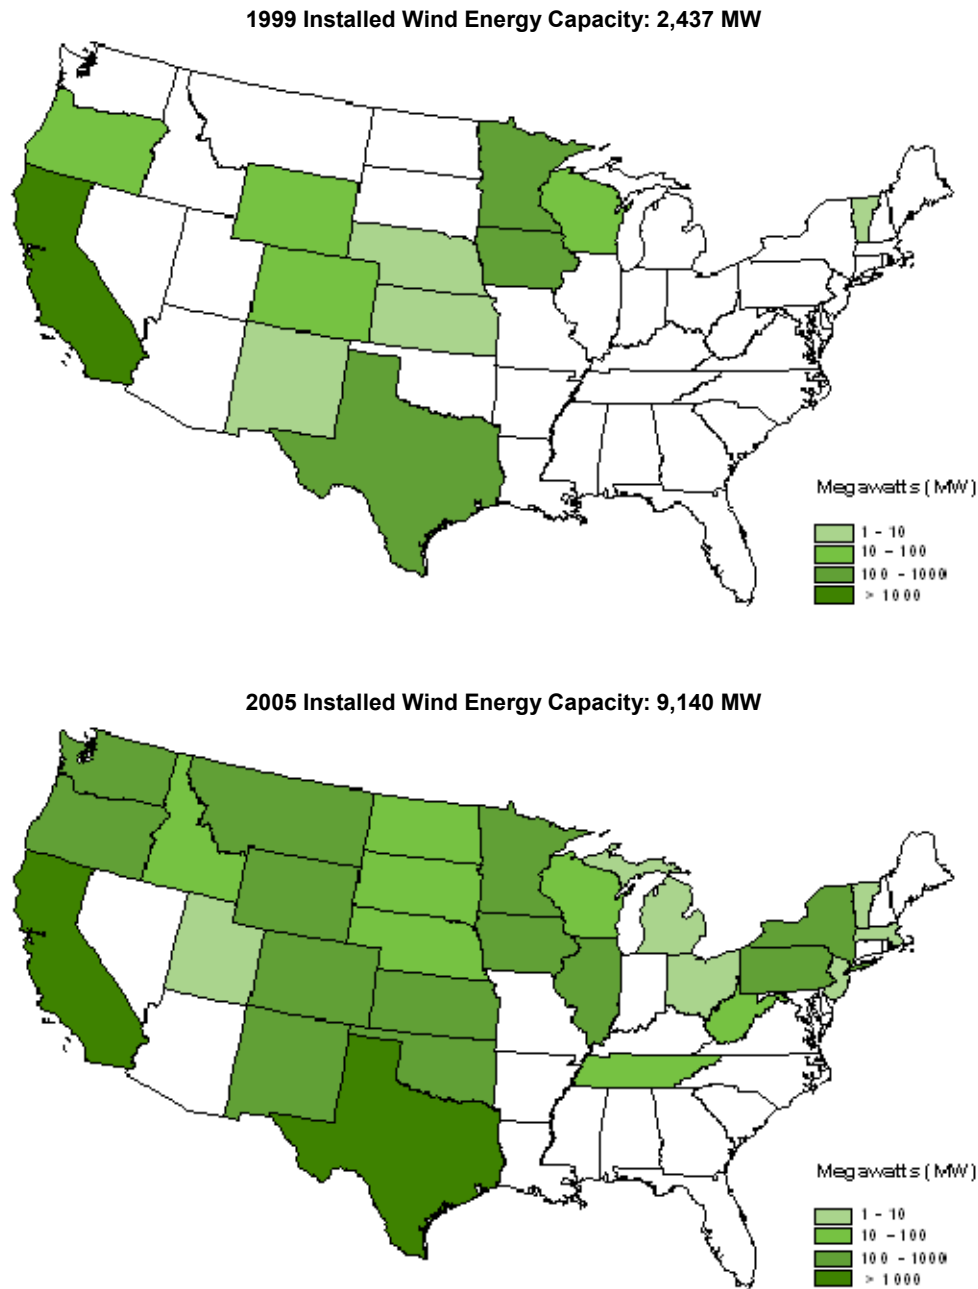 1999 Installed Wind Energy Capacity: 2,437 MW
Megawatts (MW)
1 - 10
10 - 100
100 - 1000
> 1000
2005 Installed Wind Energy Capacity: 9,140 MW
Megawatts (MW)
1 - 10
10 - 100
100 - 1000
> 1000